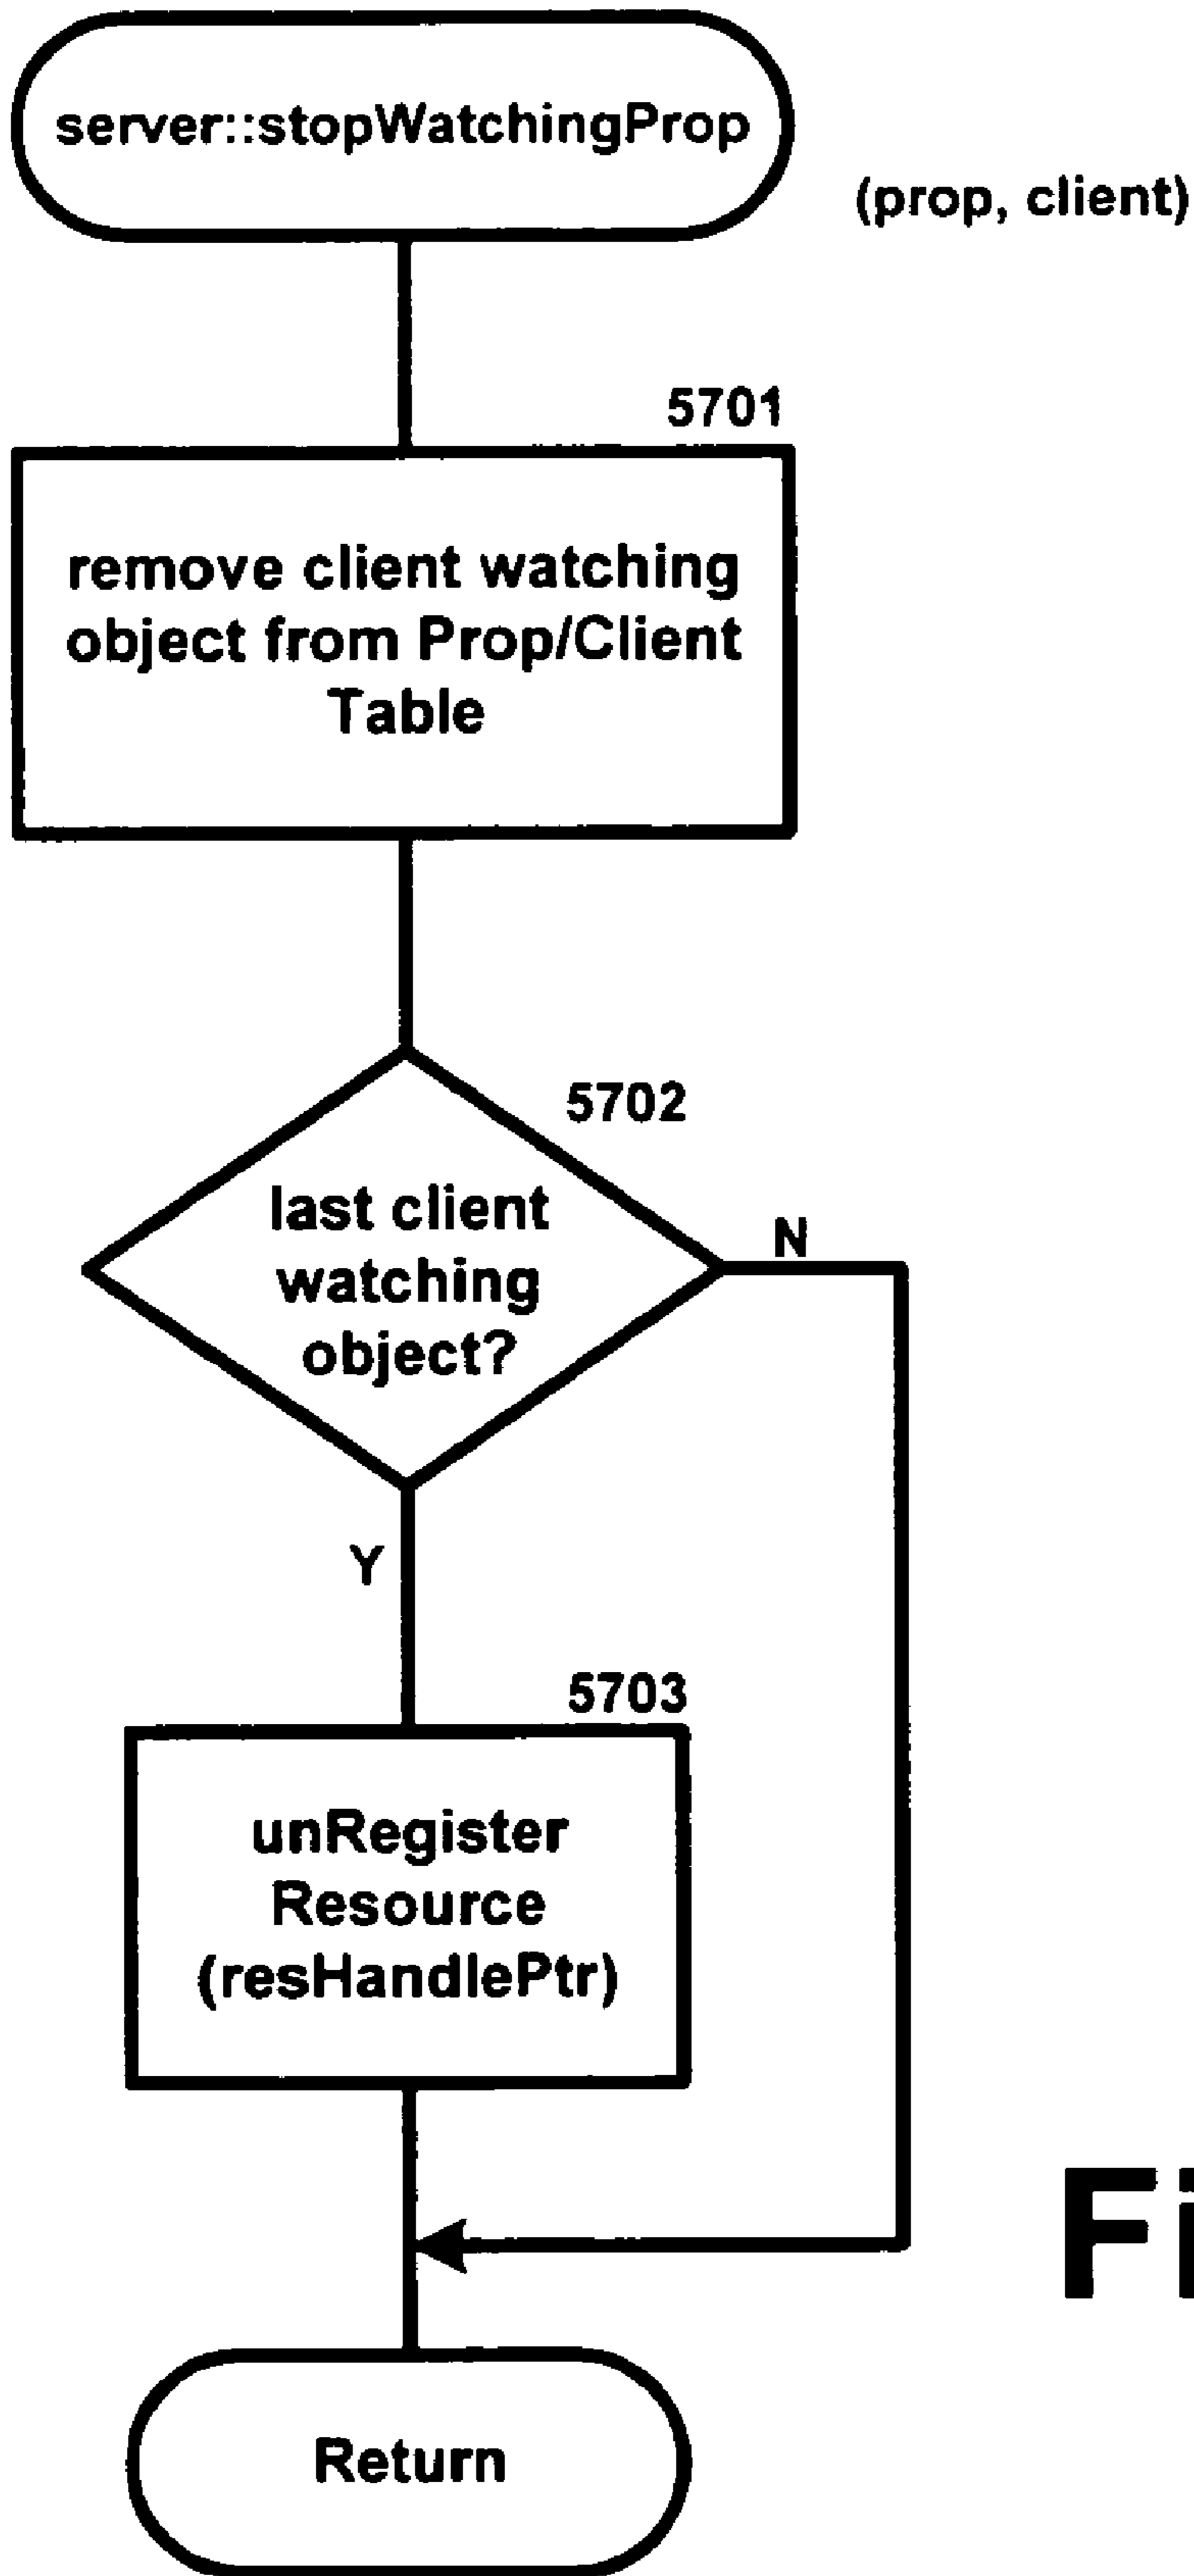 server::stopWatchingProp
(prop, client)
5701
remove client watching
object from Prop/Client
Table
5702
last client
watching
object?
N
Y
5703
unRegister
Resource
(resHandlePtr)
Fi
Return